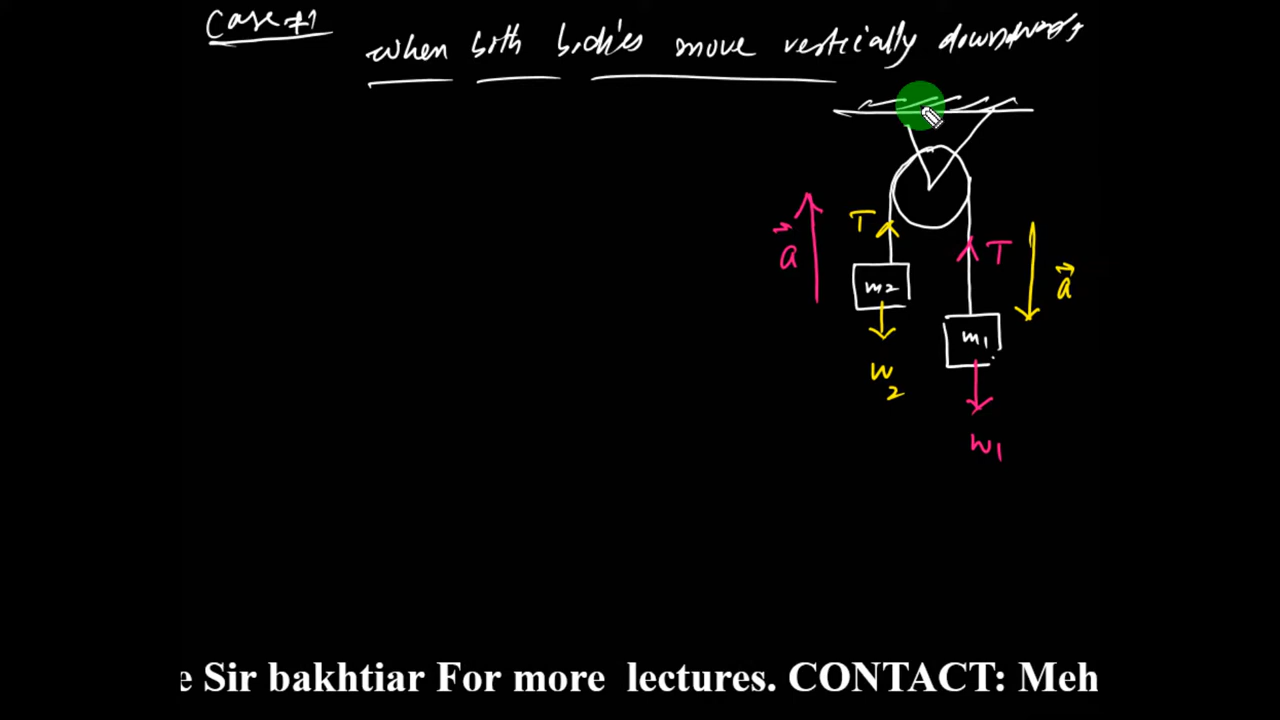 Case #1
when both bodies move vertically downwards
T
T
a
a
m2
m1
W2
W1
e Sir bakhtiar For more lectures. CONTACT: Meh